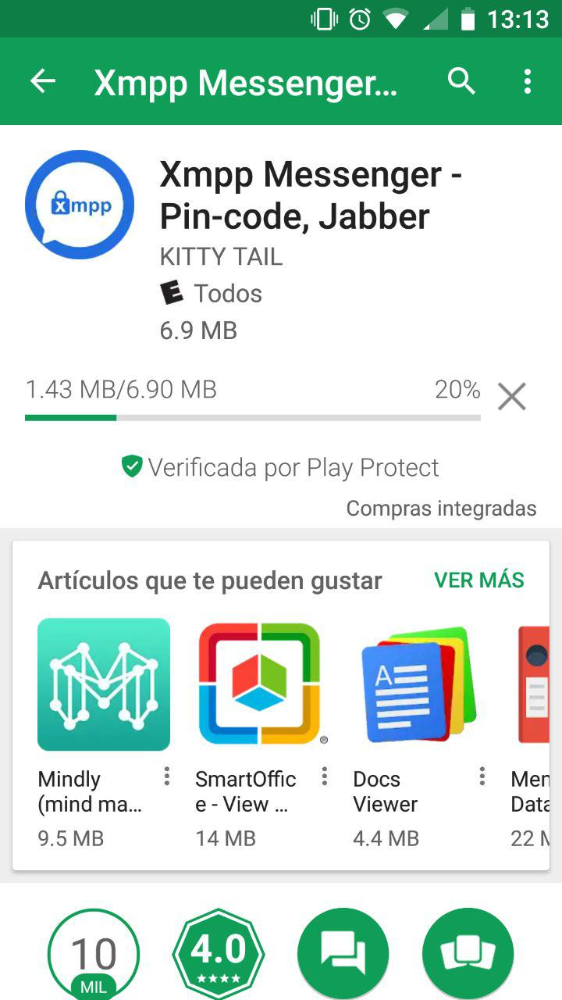 13:13
Xmpp Messenger...
xmpp
Xmpp Messenger -
Pin-code, Jabber
KITTY TAIL
E Todos
6.9 MB
1.43 MB/6.90 MB 20%
Verificada por Play Protect
Compras integradas
Artículos que te pueden gustar VER MÁS
A
®
Mindly SmartOffic Docs Mem
(mind ma... e - View ... Viewer Data
9.5 MB 14 MB 4.4 MB 22 M
10 4.0
MIL